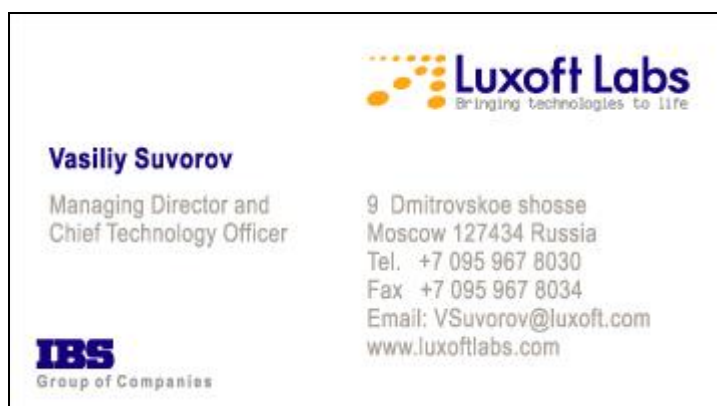 Luxoft Labs
Bringing technologies to life
Vasiliy Suvorov
Managing Director and
Chief Technology Officer
9 Dmitrovskoe shosse
Moscow 127434 Russia
Tel. +7 095 967 8030
Fax +7 095 967 8034
Email: VSuvorov@luxoft.com
www.luxoftlabs.com
IBS
Group of Companies